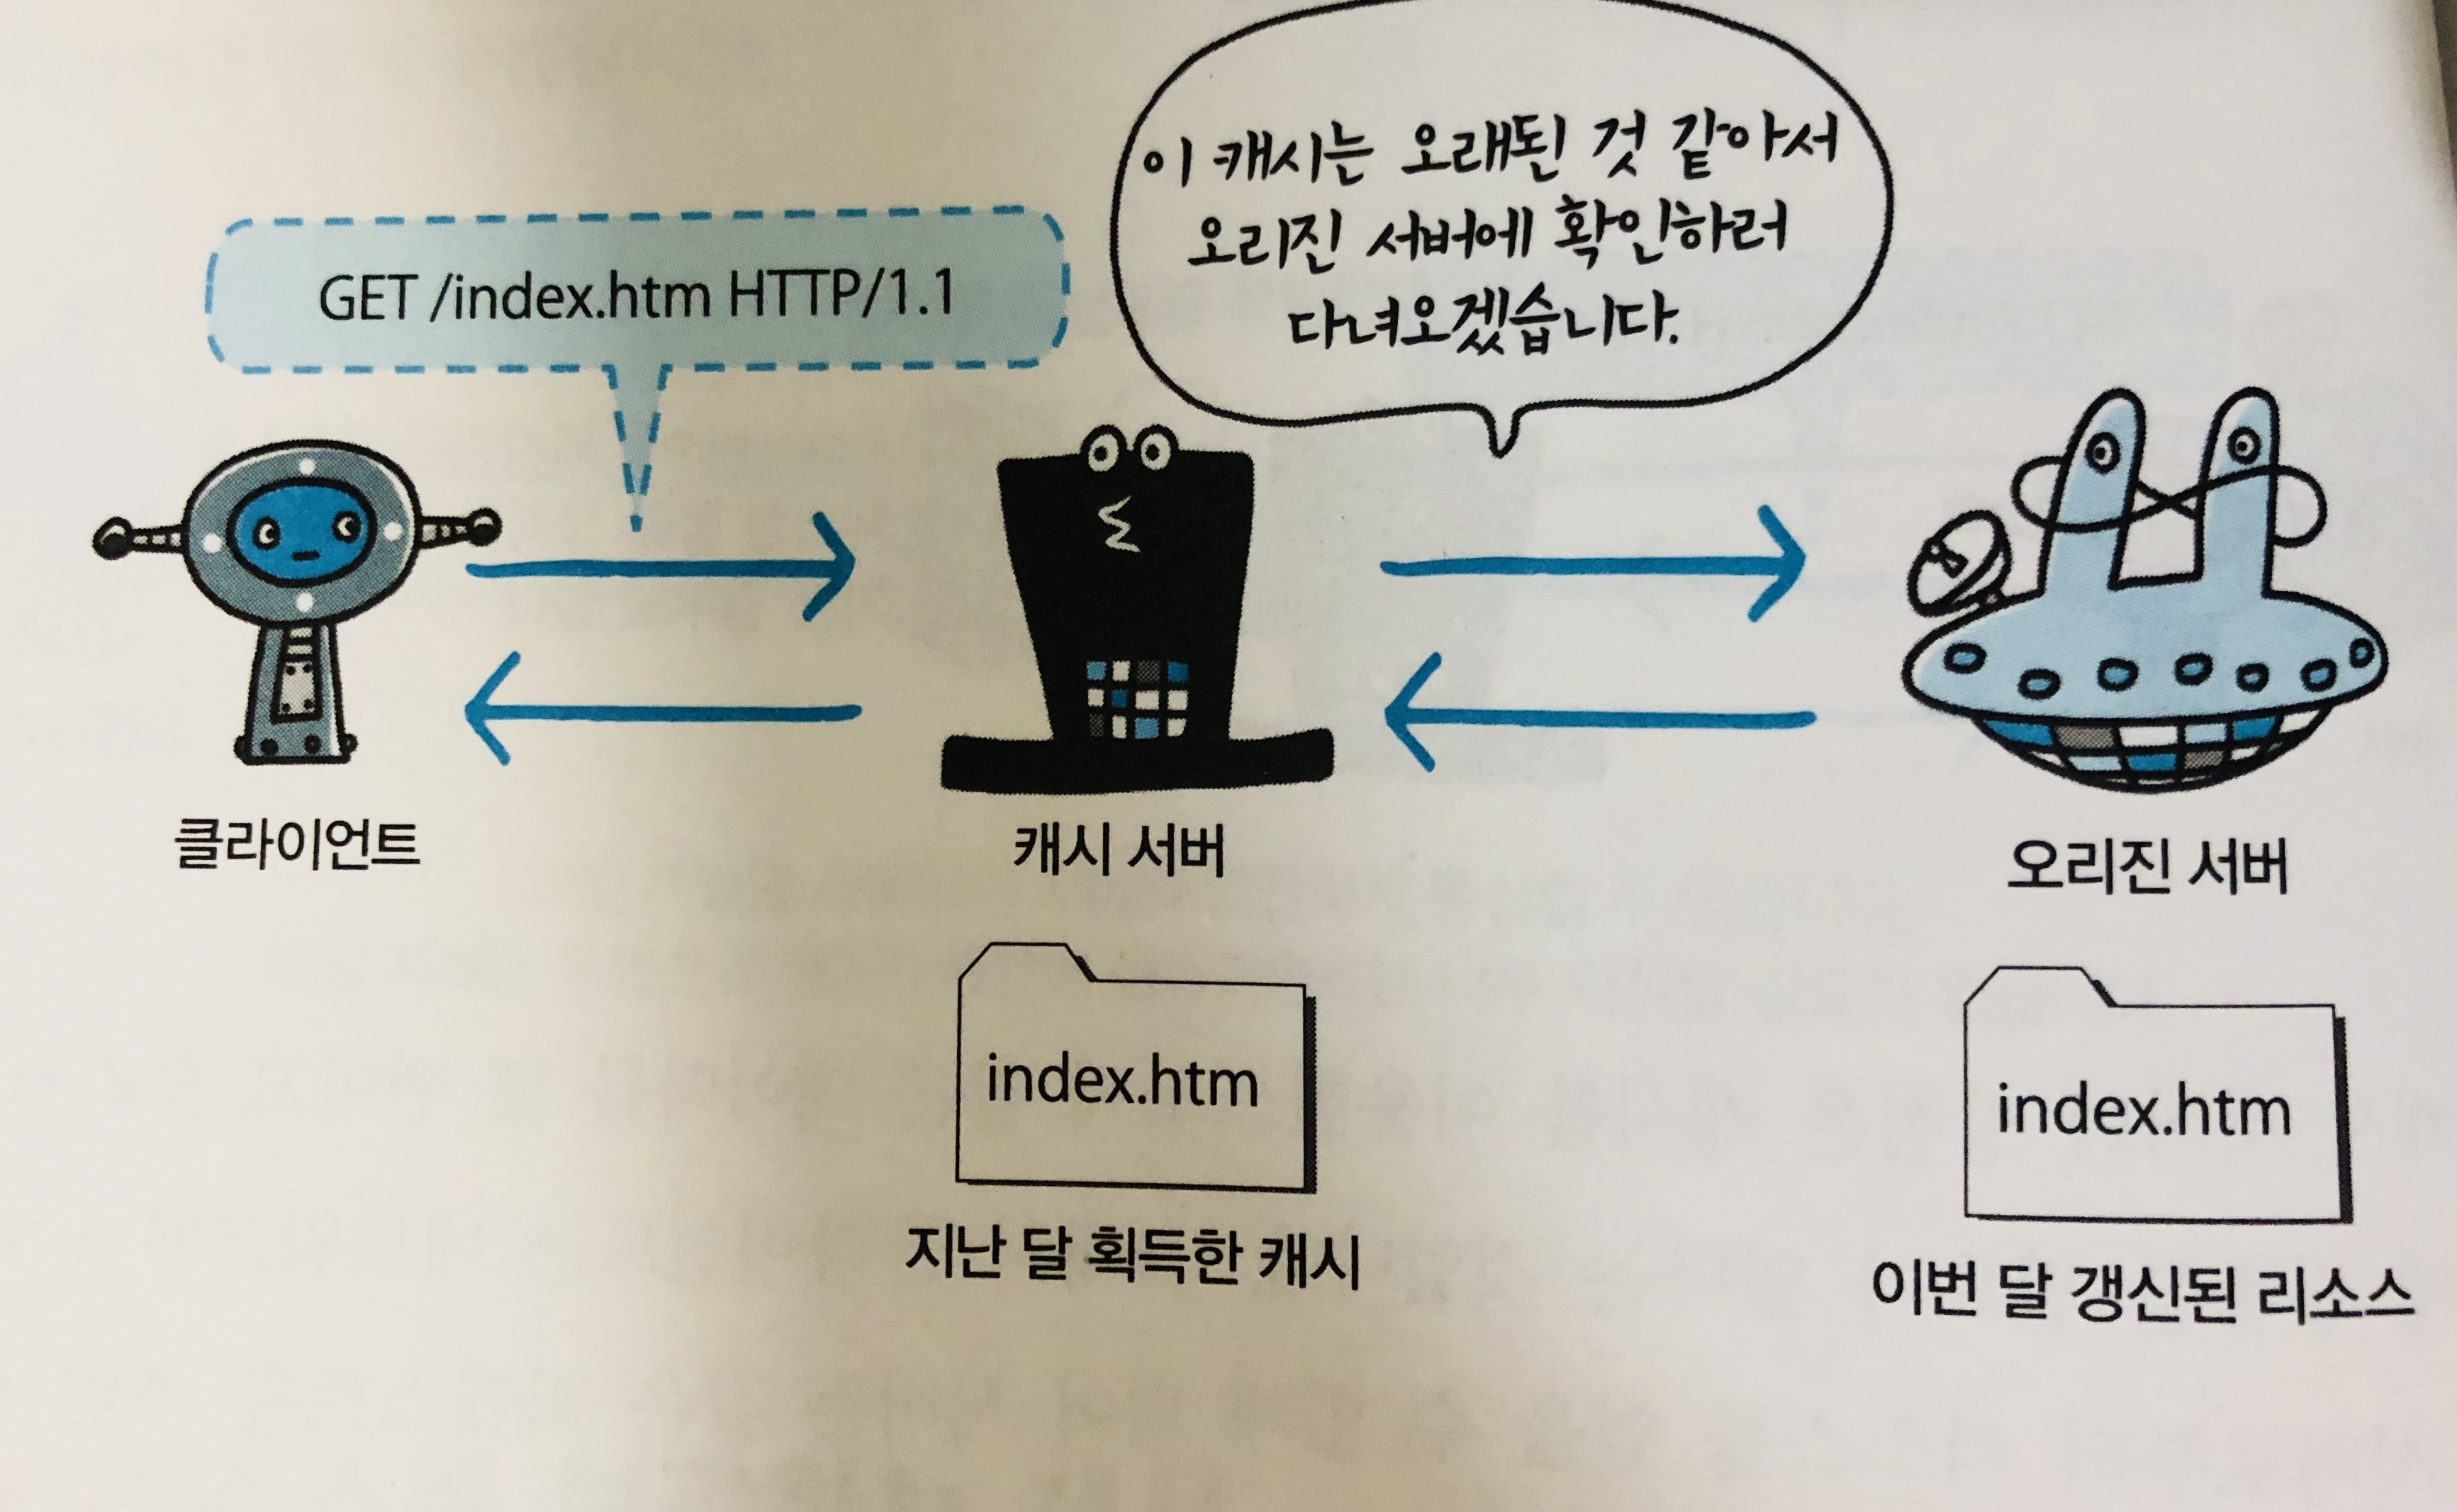 이 캐시는 오래된 것 같아서
오리진 서버에 확인하러
다녀오겠습니다.
GET /index.htm HTTP/1.1
클라이언트
캐시 서버
오리진 서버
index.htm
index.htm
지난 달 획득한 캐시
이번 달 갱신된 리소스